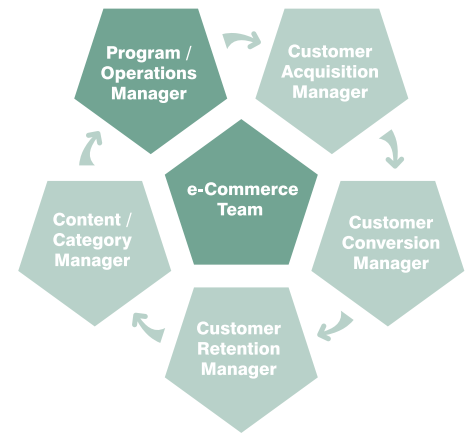 Program /
Operations
Manager
Customer
Acquisition
Manager
e-Commerce
Team
Content /
Category
Manager
Customer
Conversion
Manager
Customer
Retention
Manager